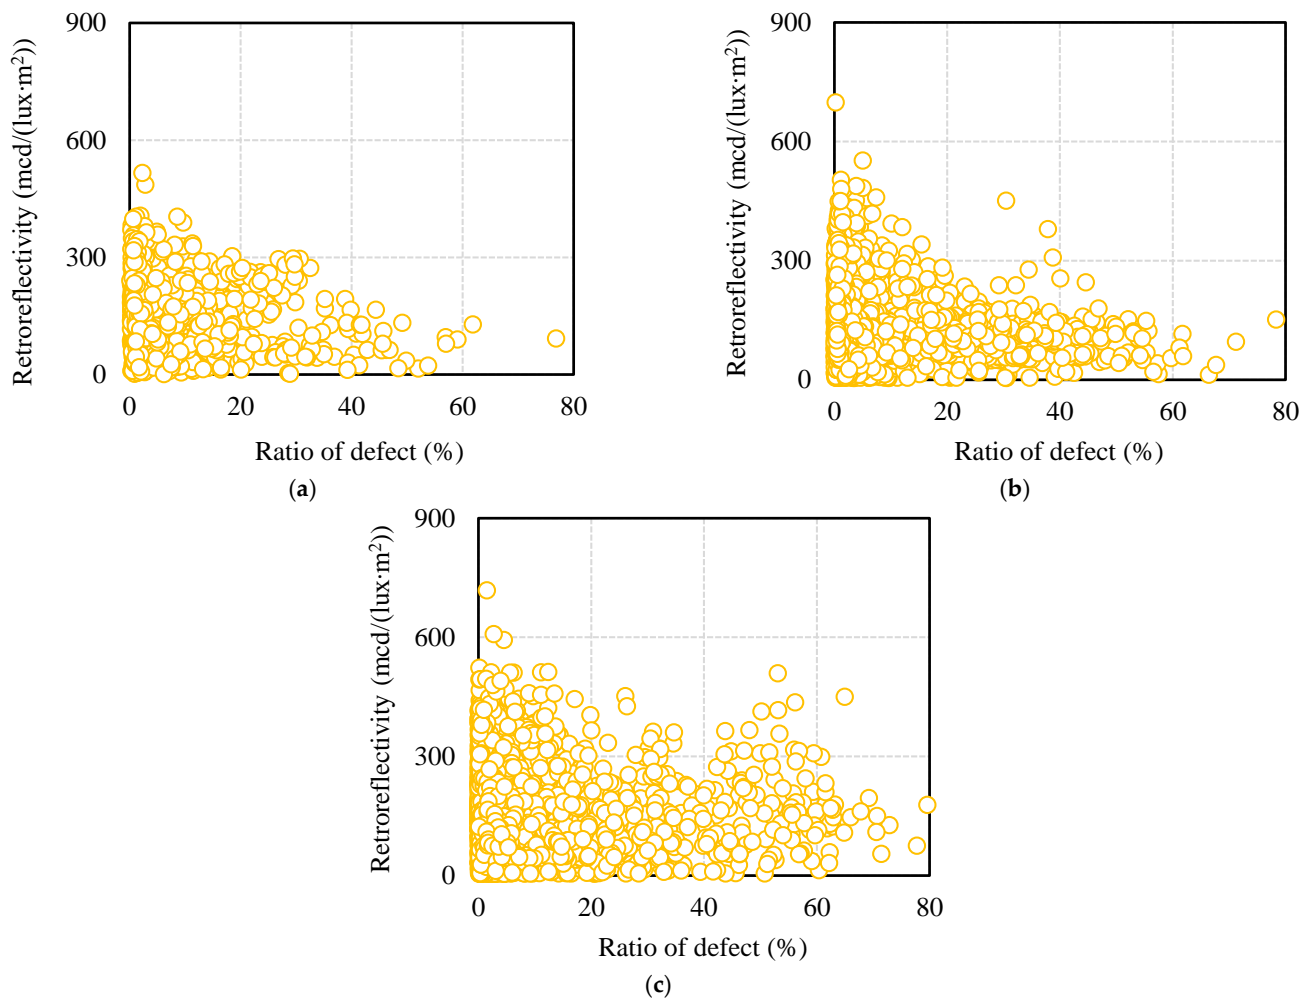 Retroreflectivity (mcd/(lux·m²))
900
600
300
0
0 20 40 60 80
Ratio of defect (%)
(a)
Retroreflectivity (mcd/(lux·m²))
900
600
300
0
0 20 40 60 80
Ratio of defect (%)
(b)
Retroreflectivity (mcd/(lux·m²))
900
600
300
0
0 20 40 60 80
Ratio of defect (%)
(c)